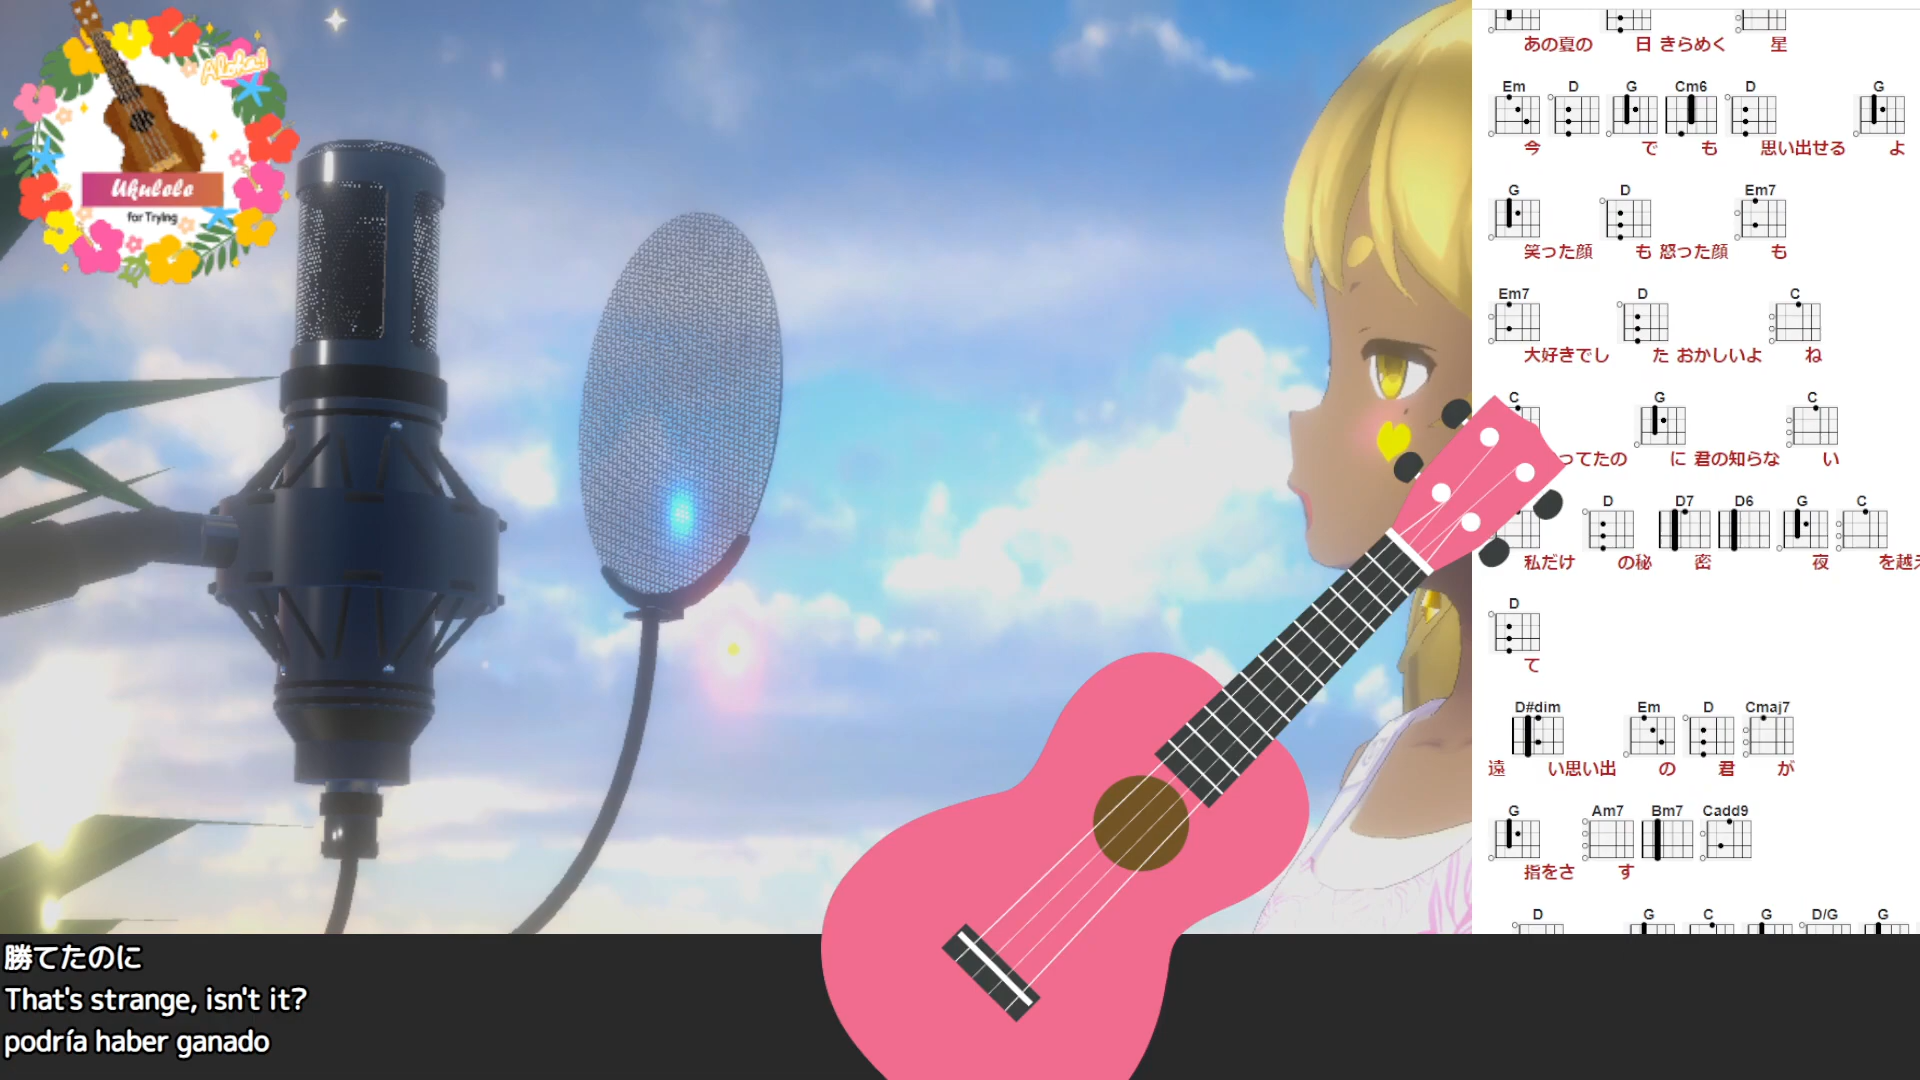 Aloha!
Ukulele
for Trying
あの夏の 日 きらめく 星
Em D G Cm6 D G
今 で も 思い出せる よ
G D Em7
笑った顔 も 怒った顔 も
Em7 D C
大好きでし た おかしいよ ね
C G C
ってたの に 君の知らな い
D D7 D6 G C
私だけ の秘 密 夜 を越え
D
て
D#dim Em D Cmaj7
遠 い思い出 の 君 が
G Am7 Bm7 Cadd9
指をさ す
D G C G D/G G
勝てたのに
That's strange, isn't it?
podría haber ganado